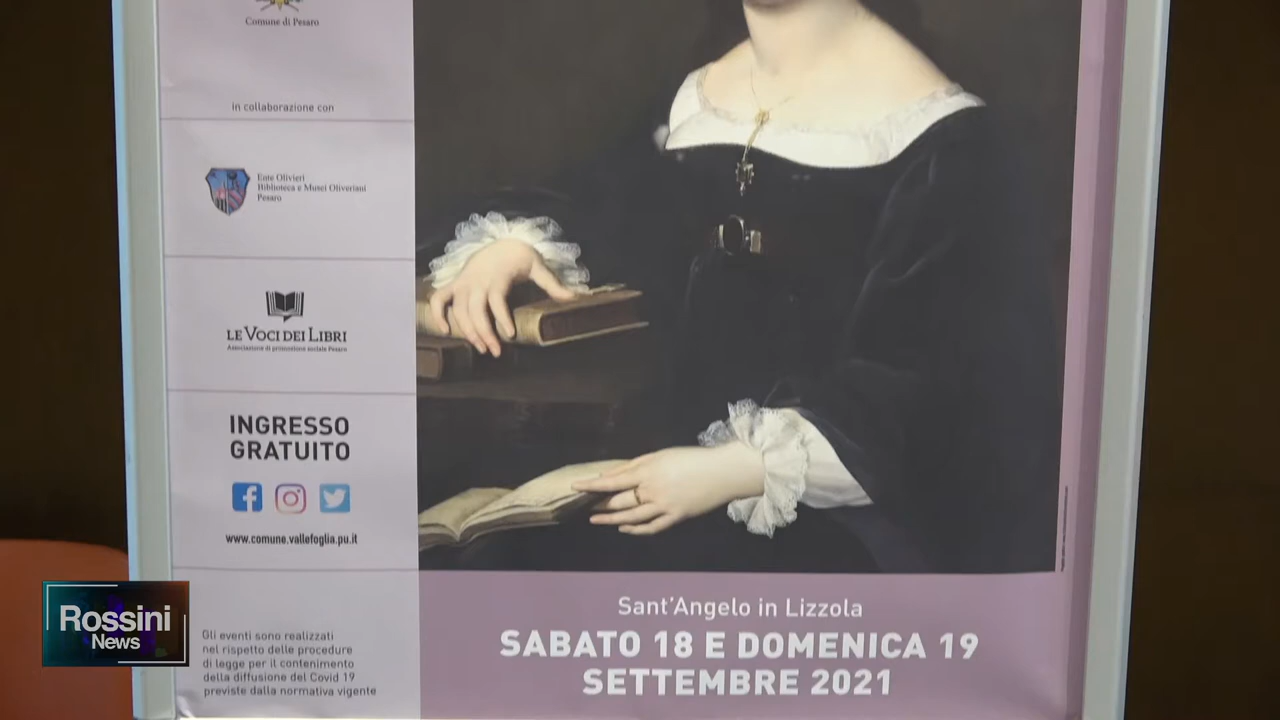 Comune di Pesaro
in collaborazione con
Ente Olivieri
Biblioteca e Musei Oliveriani
Pesaro
LE VOCI DEI LIBRI
Associazione di promozione sociale Pesaro
INGRESSO
GRATUITO
www.comune.vallefoglia.pu.it
Gli eventi sono realizzati
nel rispetto delle procedure
di legge per il contenimento
della diffusione del Covid 19
previste dalla normativa vigente
Sant'Angelo in Lizzola
SABATO 18 E DOMENICA 19
SETTEMBRE 2021
Rossini
News